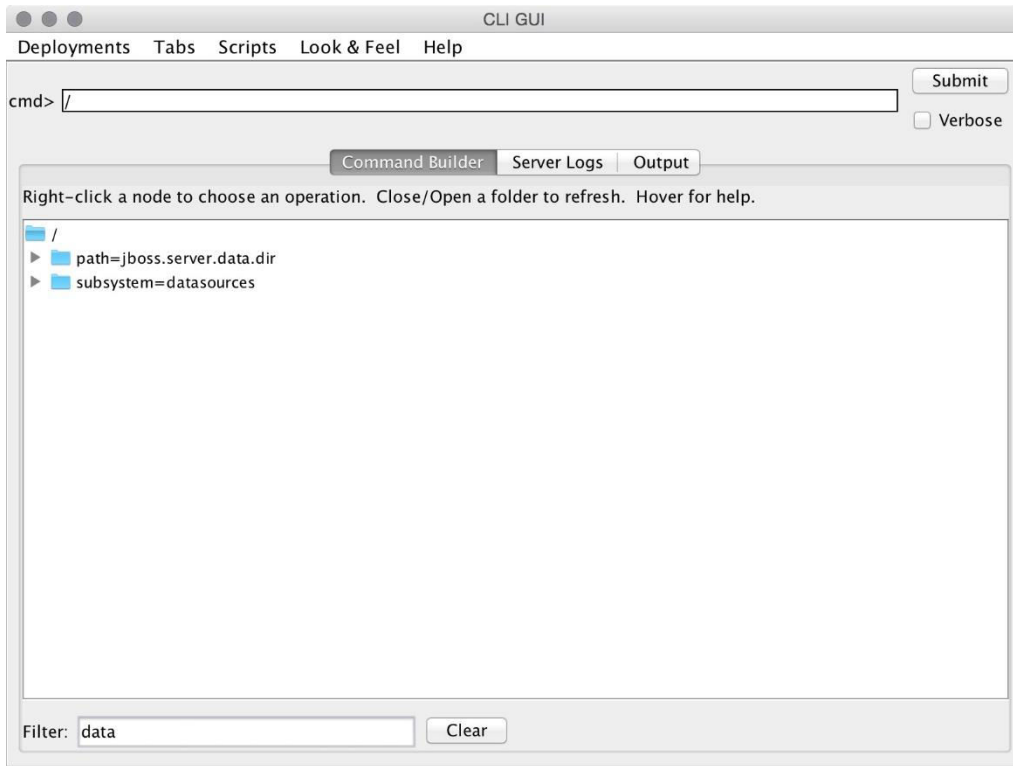 CLI GUI
Deployments Tabs Scripts Look & Feel Help
Submit
cmd> /
Verbose
Command Builder Server Logs Output
Right-click a node to choose an operation. Close/Open a folder to refresh. Hover for help.
/
path=jboss.server.data.dir
subsystem=datasources
Filter: data Clear